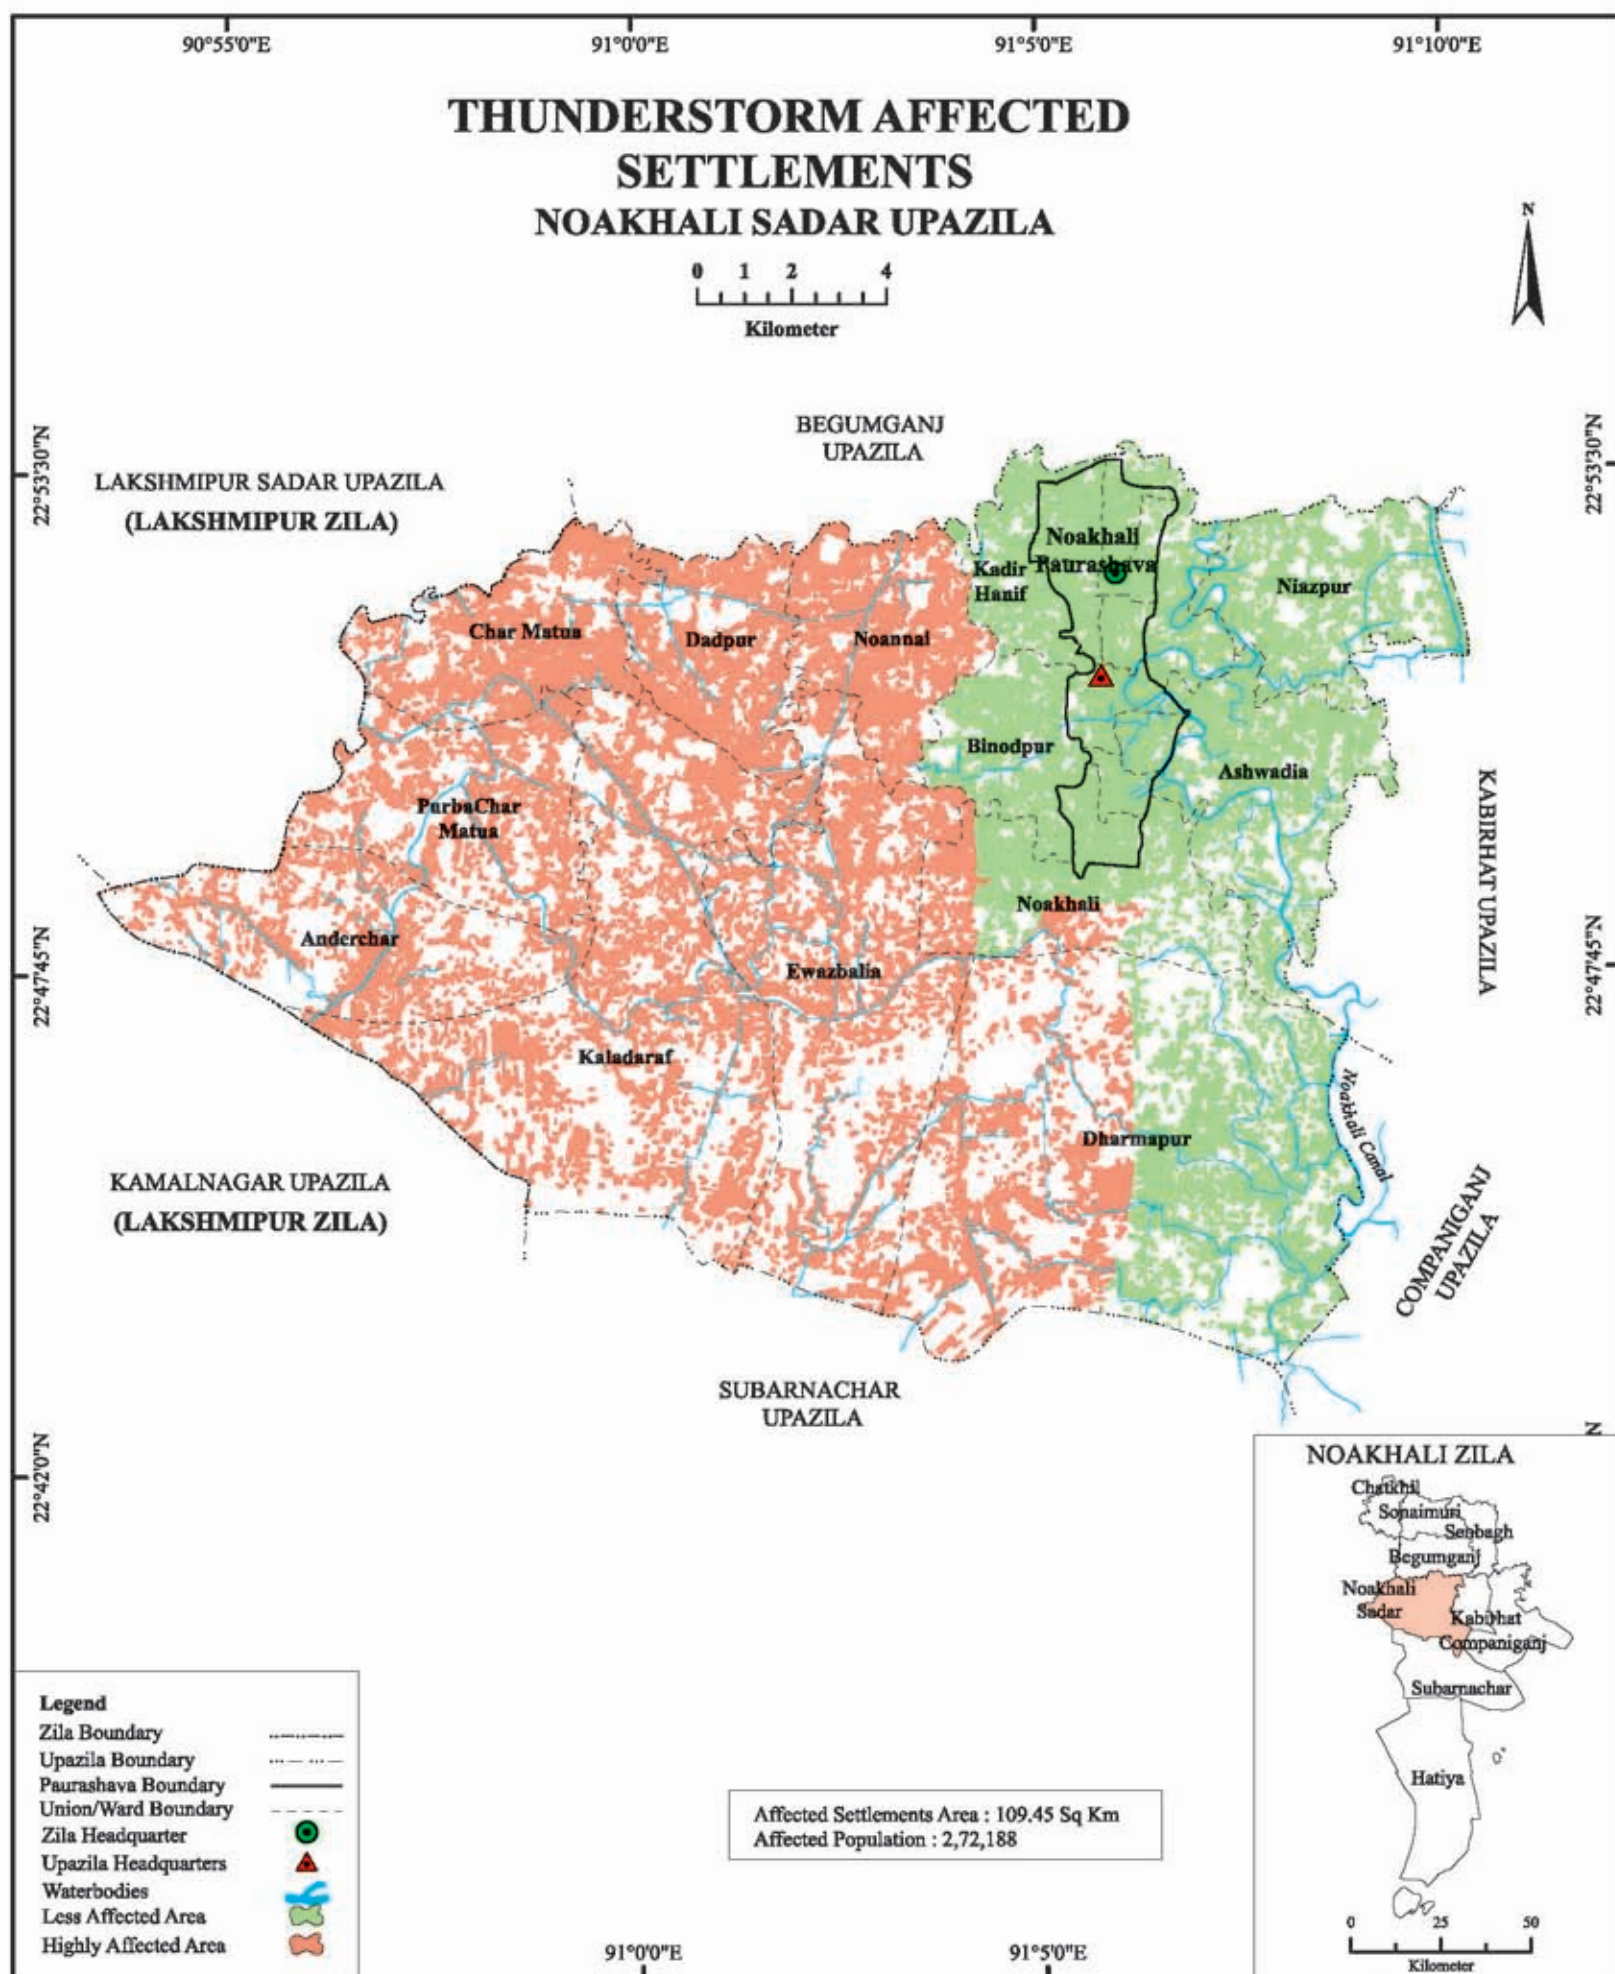 90°55'0"E
91°0'0"E
91°5'0"E
91°10'0"E
THUNDERSTORM AFFECTED
SETTLEMENTS
NOAKHALI SADAR UPAZILA
0 1 2 4
Kilometer
N
BEGUMGANJ
UPAZILA
LAKSHMIPUR SADAR UPAZILA
(LAKSHMIPUR ZILA)
22°53'30"N
22°53'30"N
Noakhali
Paurashava
Kadir
Hanif
Niazpur
Char Matua
Dadpur
Noannai
Binodpur
Ashwadia
PurbaChar
Matua
KABIRHAT UPAZILA
Noakhali
Anderchar
Ewazbalia
22°47'45"N
22°47'45"N
Kaladaraf
Noakhali Canal
Dharmapur
KAMALNAGAR UPAZILA
(LAKSHMIPUR ZILA)
COMPANIGANJ
UPAZILA
SUBARNACHAR
UPAZILA
22°42'0"N
N
NOAKHALI ZILA
Chatkhil
Sonaimuri
Senbagh
Begumganj
Noakhali
Sadar
Kabirhat
Companiganj
Subarnachar
Hatiya
0 25 50
Kilometer
Legend
Zila Boundary
Upazila Boundary
Paurashava Boundary
Union/Ward Boundary
Zila Headquarter
Upazila Headquarters
Waterbodies
Less Affected Area
Highly Affected Area
Affected Settlements Area : 109.45 Sq Km
Affected Population : 2,72,188
91°0'0"E
91°5'0"E